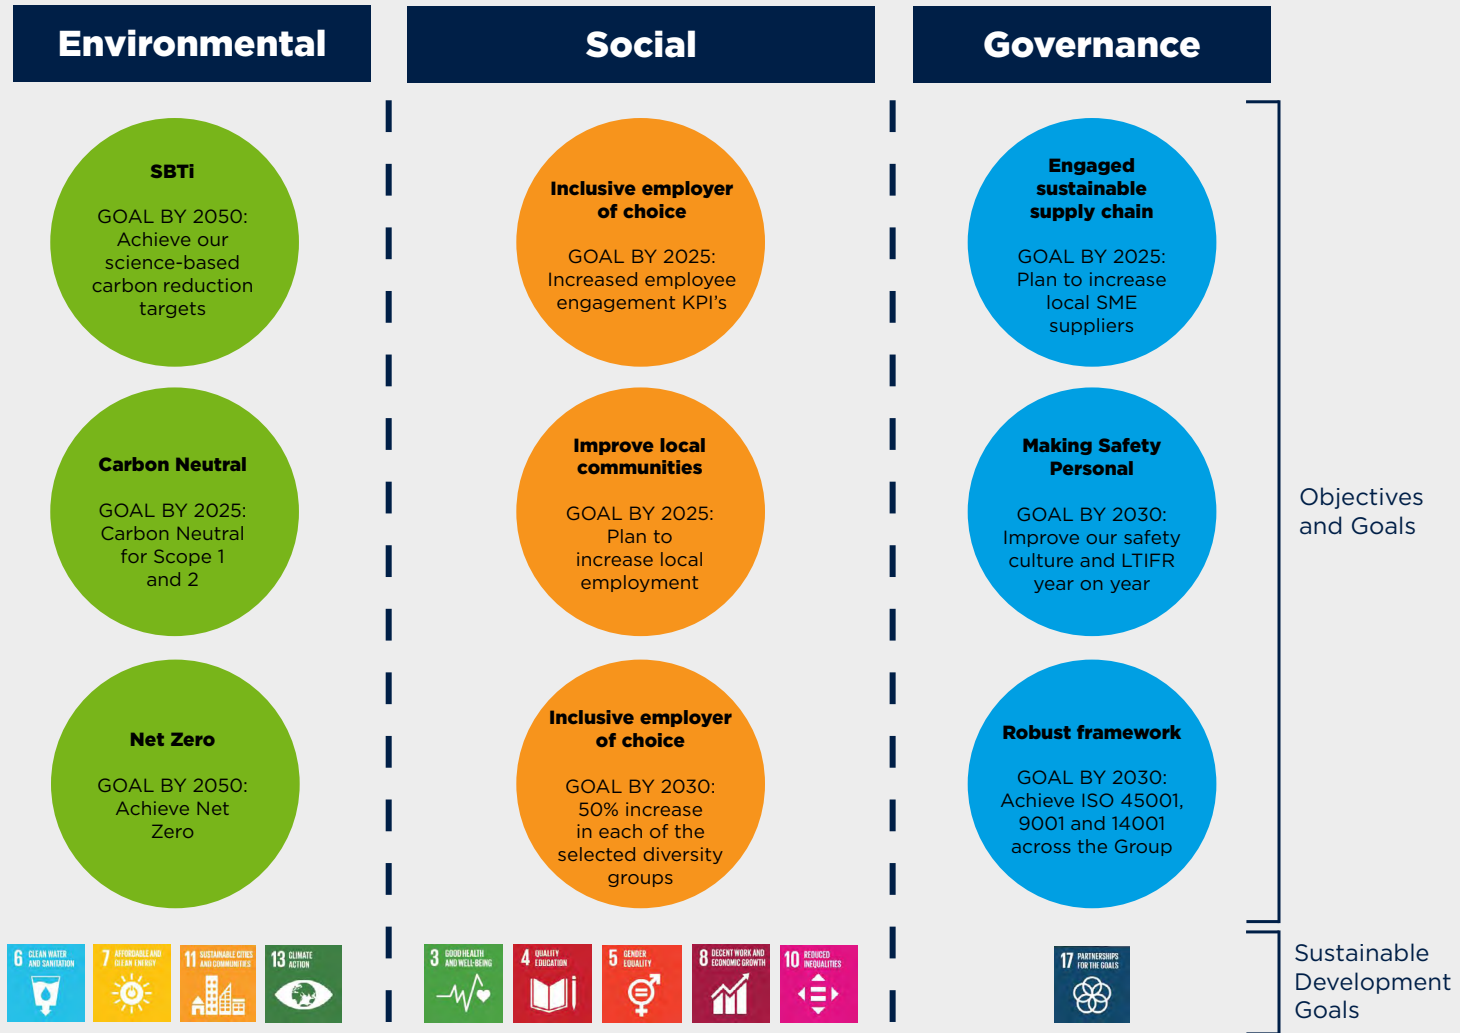 Environmental
SBTi
GOAL BY 2050:
Achieve our
science-based
carbon reduction
targets
Carbon Neutral
GOAL BY 2025:
Carbon Neutral
for Scope 1
and 2
Net Zero
GOAL BY 2050:
Achieve Net
Zero
6 CLEAN WATER
AND SANITATION
7 AFFORDABLE AND
CLEAN ENERGY
11 SUSTAINABLE CITIES
AND COMMUNITIES
13 CLIMATE
ACTION
Social
Inclusive employer
of choice
GOAL BY 2025:
Increased employee
engagement KPI’s
Improve local
communities
GOAL BY 2025:
Plan to
increase local
employment
Inclusive employer
of choice
GOAL BY 2030:
50% increase
in each of the
selected diversity
groups
3 GOOD HEALTH
AND WELL-BEING
4 QUALITY
EDUCATION
5 GENDER
EQUALITY
8 DECENT WORK AND
ECONOMIC GROWTH
10 REDUCED
INEQUALITIES
Governance
Engaged
sustainable
supply chain
GOAL BY 2025:
Plan to increase
local SME
suppliers
Making Safety
Personal
GOAL BY 2030:
Improve our safety
culture and LTIFR
year on year
Robust framework
GOAL BY 2030:
Achieve ISO 45001,
9001 and 14001
across the Group
17 PARTNERSHIPS
FOR THE GOALS
Objectives
and Goals
Sustainable
Development
Goals